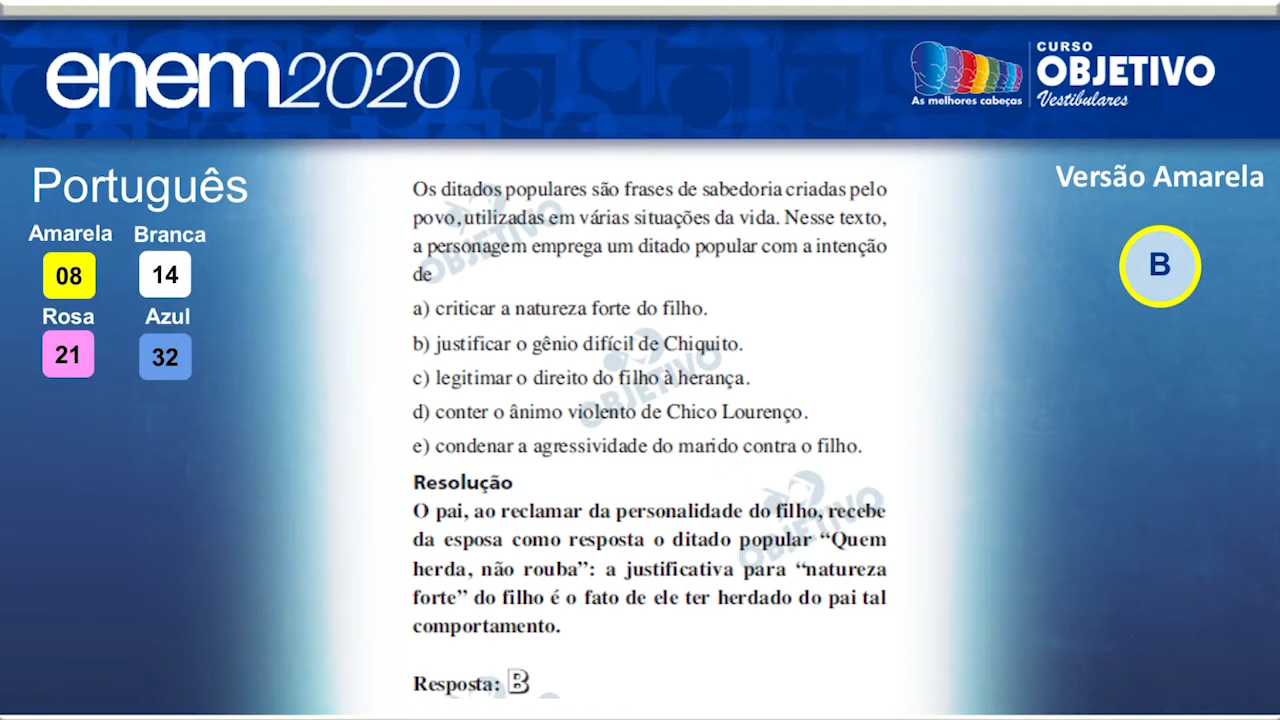 enem2020
CURSO
OBJETIVO
Vestibulares
As melhores cabeças
Português
Amarela
Branca
08
14
Rosa
Azul
21
32
Versão Amarela
B
Os ditados populares são frases de sabedoria criadas pelo
povo, utilizadas em várias situações da vida. Nesse texto,
a personagem emprega um ditado popular com a intenção
de
a) criticar a natureza forte do filho.
b) justificar o gênio difícil de Chiquito.
c) legitimar o direito do filho à herança.
d) conter o ânimo violento de Chico Lourenço.
e) condenar a agressividade do marido contra o filho.
Resolução
O pai, ao reclamar da personalidade do filho, recebe
da esposa como resposta o ditado popular “Quem
herda, não rouba”: a justificativa para “natureza
forte” do filho é o fato de ele ter herdado do pai tal
comportamento.
Resposta: B
OBJETIVO
OBJETIVO
OBJETIVO